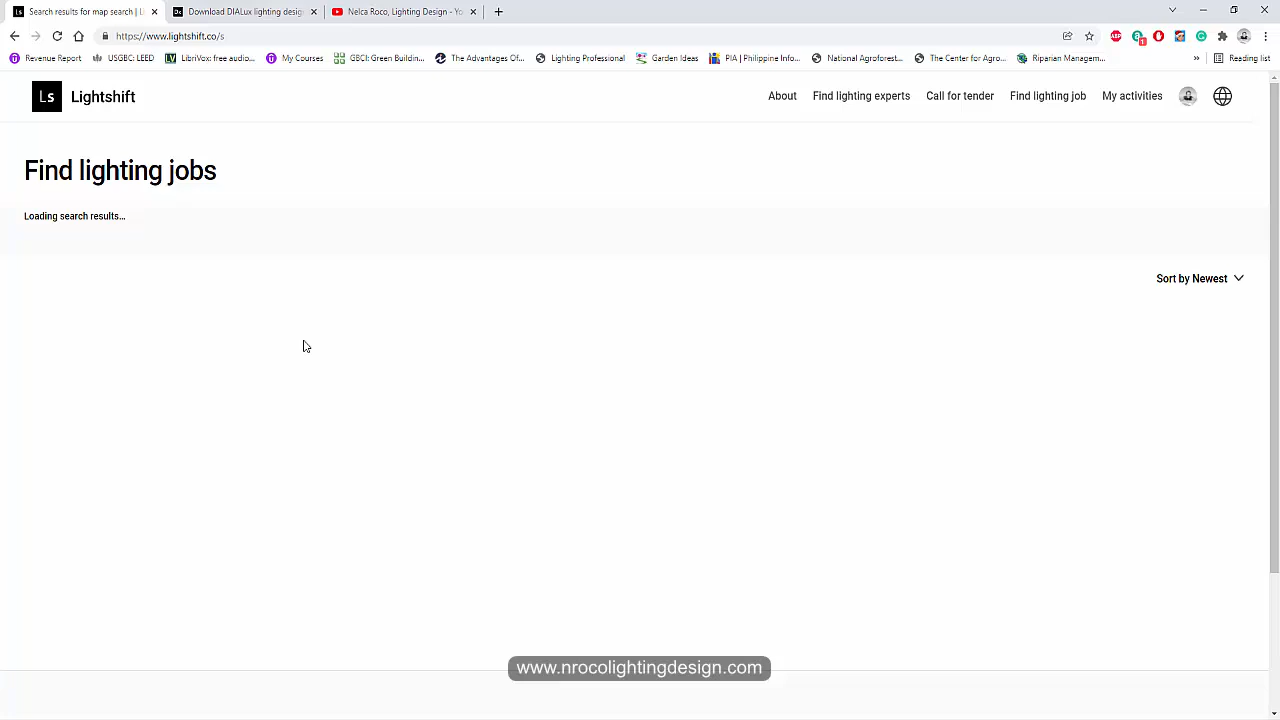 Search results for map search | Li
Download DIALux lighting desig
Nelca Roco, Lighting Design - Yo
https://www.lightshift.co/s
Revenue Report
USGBC: LEED
LibriVox: free audio...
My Courses
GBCI: Green Buildin...
The Advantages Of...
Lighting Professional
Garden Ideas
PIA | Philippine Info...
National Agroforest...
The Center for Agro...
Riparian Managem...
»
Reading list
Ls Lightshift
About
Find lighting experts
Call for tender
Find lighting job
My activities
Find lighting jobs
Loading search results...
Sort by Newest
www.nrocolightingdesign.com